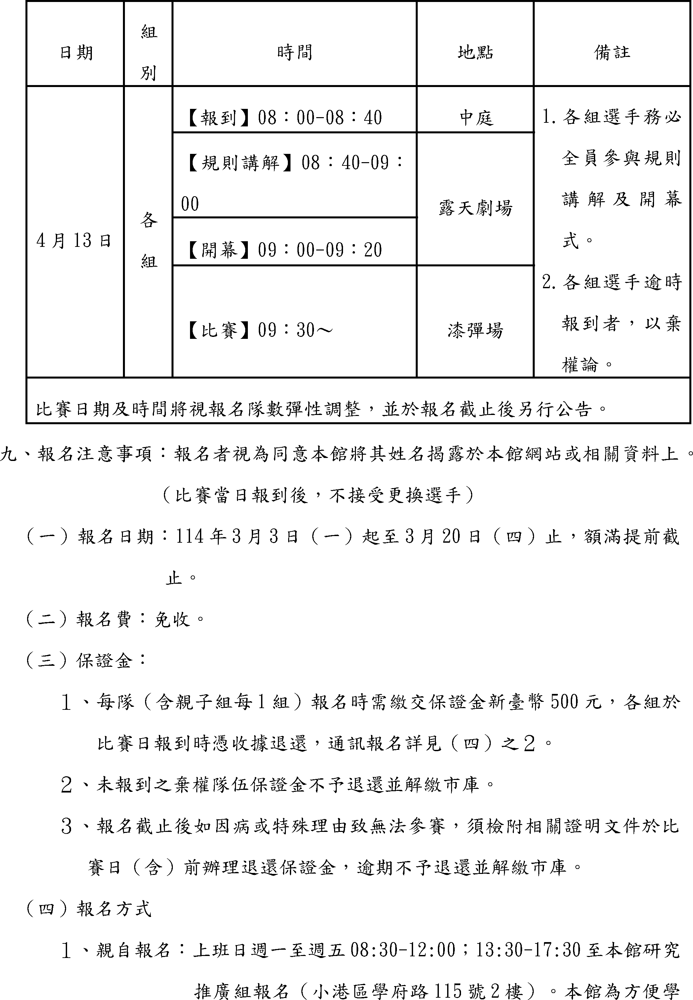 日期
組
別
時間
地點
備註
4月13日
各
組
【報到】08：00-08：40
中庭
【規則講解】08：40-09：
00
【開幕】09：00-09：20
露天劇場
【比賽】09：30～
漆彈場
1. 各組選手務必
全員參與規則
講解及開幕
式。
2. 各組選手逾時
報到者，以棄
權論。
比賽日期及時間將視報名隊數彈性調整，並於報名截止後另行公告。
九、報名注意事項：報名者視為同意本館將其姓名揭露於本館網站或相關資料上。
（比賽當日報到後，不接受更換選手）
（一）報名日期：114年3月3日（一）起至3月20日（四）止，額滿提前截
止。
（二）報名費：免收。
（三）保證金：
１、每隊（含親子組每1組）報名時需繳交保證金新臺幣500元，各組於
比賽日報到時憑收據退還，通訊報名詳見（四）之２。
２、未報到之棄權隊伍保證金不予退還並解繳市庫。
３、報名截止後如因病或特殊理由致無法參賽，須檢附相關證明文件於比
賽日（含）前辦理退還保證金，逾期不予退還並解繳市庫。
（四）報名方式
１、親自報名：上班日週一至週五08:30-12:00；13:30-17:30至本館研究
推廣組報名（小港區學府路115號2樓）。本館為方便學